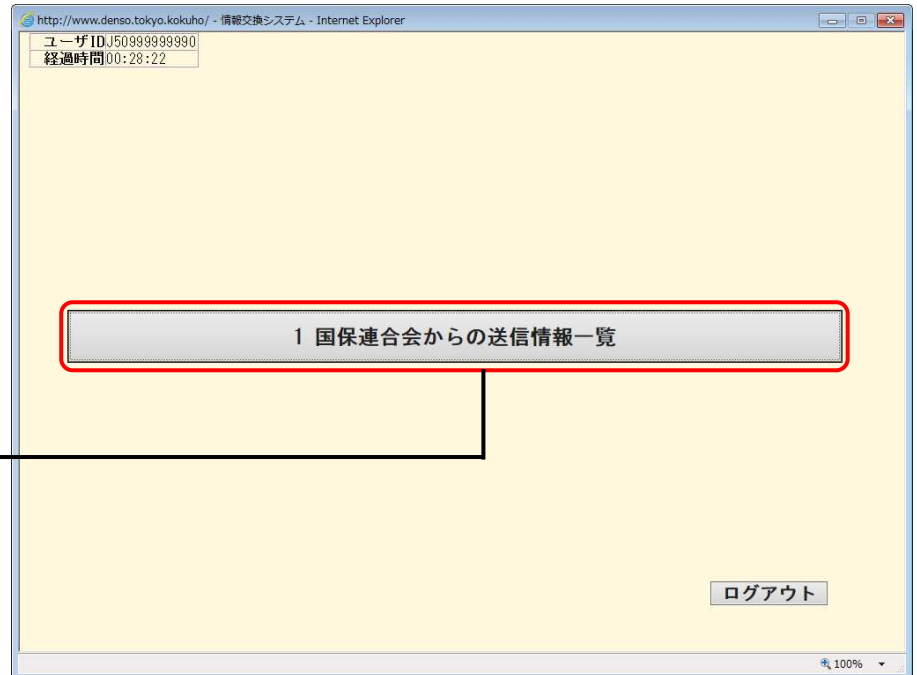 http://www.denso.tokyo.kokuho/ - 情報交換システム - Internet Explorer
ユーザID J50999999990
経過時間 00:28:22
1 国保連合会からの送信情報一覧
ログアウト
100%